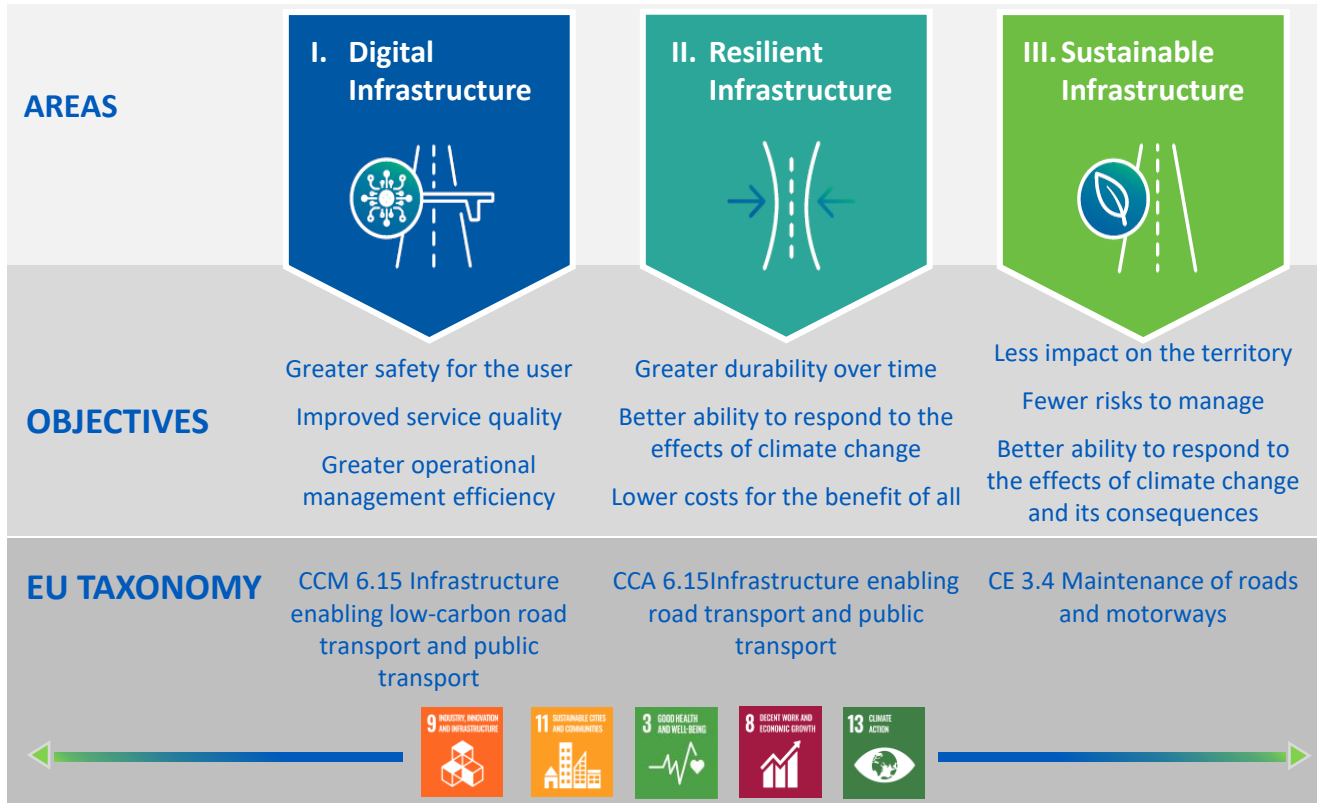 AREAS
I. Digital
Infrastructure
II. Resilient
Infrastructure
III. Sustainable
Infrastructure
OBJECTIVES
Greater safety for the user
Improved service quality
Greater operational
management efficiency
Greater durability over time
Better ability to respond to the
effects of climate change
Lower costs for the benefit of all
Less impact on the territory
Fewer risks to manage
Better ability to respond to
the effects of climate change
and its consequences
EU TAXONOMY
CCM 6.15 Infrastructure
enabling low-carbon road
transport and public
transport
CCA 6.15Infrastructure enabling
road transport and public
transport
CE 3.4 Maintenance of roads
and motorways
9 INDUSTRY, INNOVATION
AND INFRASTRUCTURE
11 SUSTAINABLE CITIES
AND COMMUNITIES
3 GOOD HEALTH
AND WELL-BEING
8 DECENT WORK AND
ECONOMIC GROWTH
13 CLIMATE
ACTION